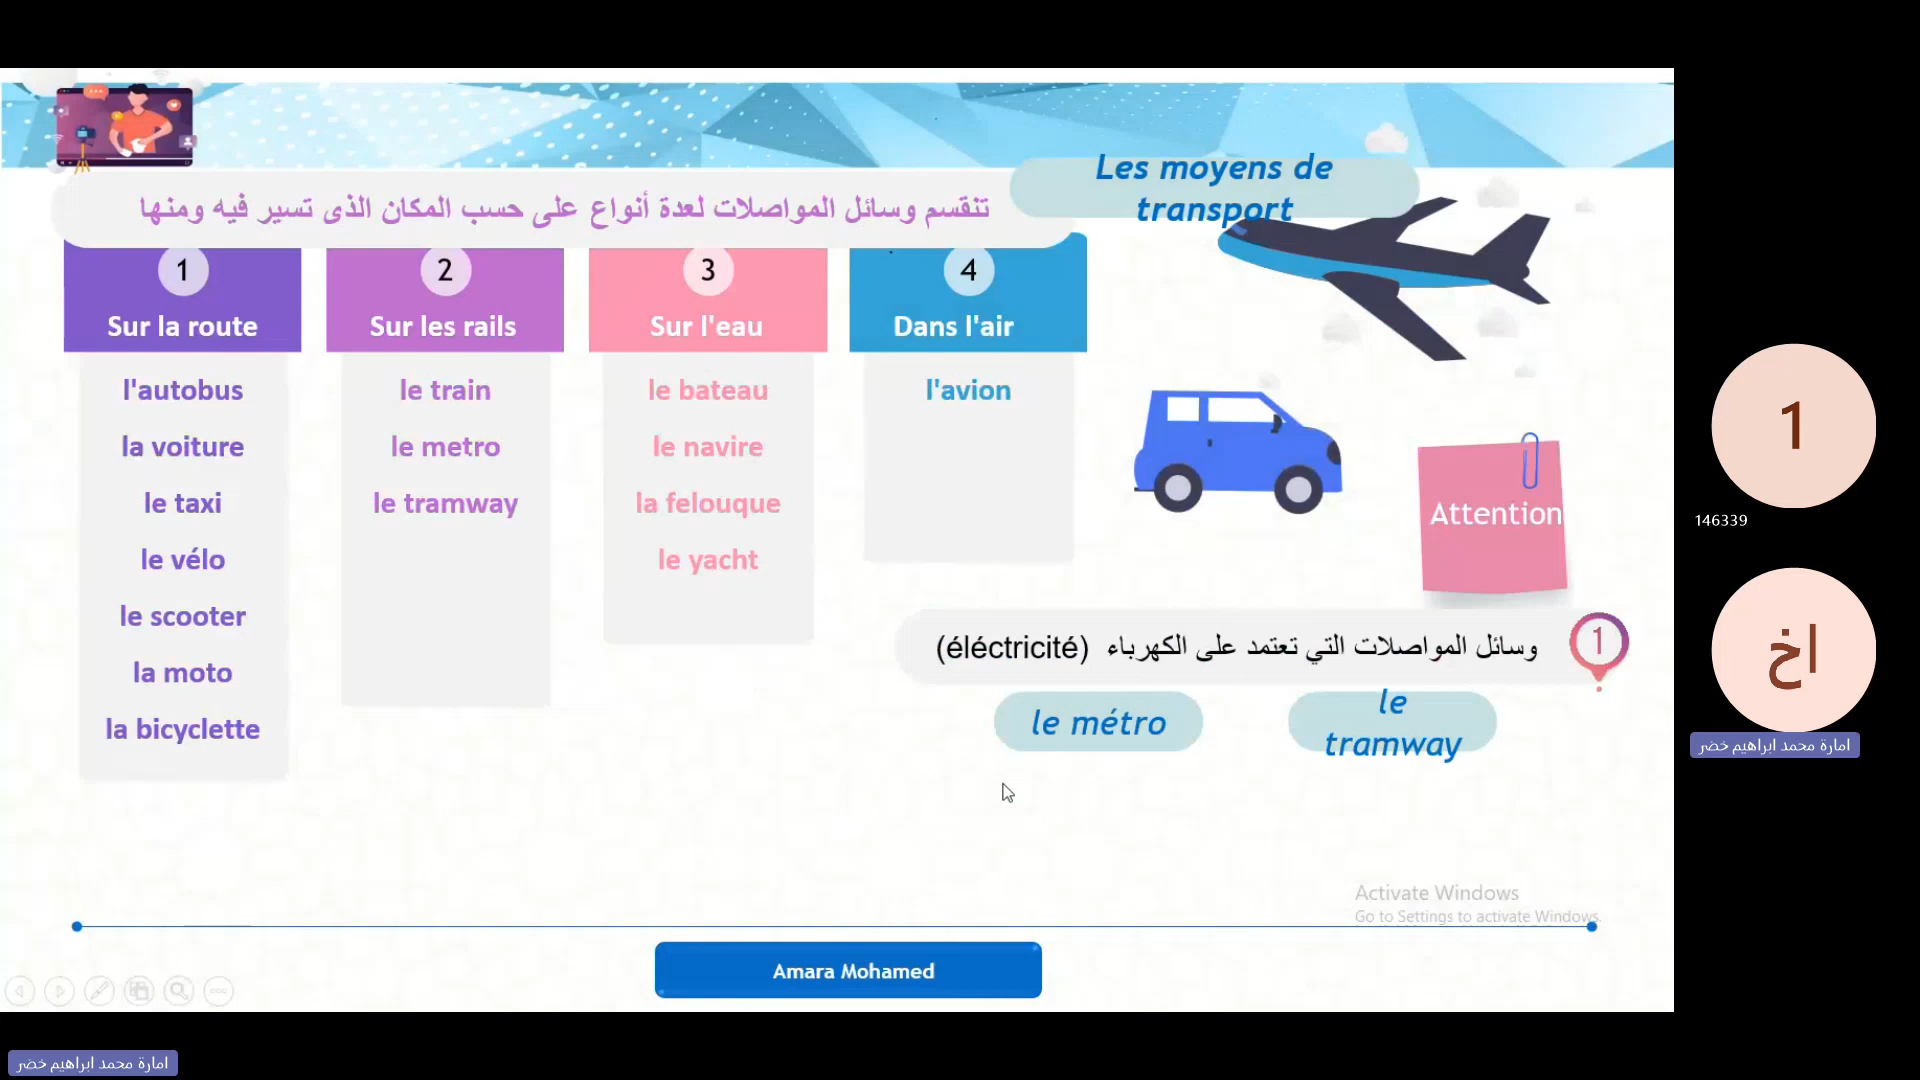 Les moyens de
transport
تنقسم وسائل المواصلات لعدة أنواع على حسب المكان الذى تسير فيه ومنها
1
Sur la route
l'autobus
la voiture
le taxi
le vélo
le scooter
la moto
la bicyclette
2
Sur les rails
le train
le metro
le tramway
3
Sur l'eau
le bateau
le navire
la felouque
le yacht
4
Dans l'air
l'avion
Attention
1
وسائل المواصلات التي تعتمد على الكهرباء (éléctricité)
le métro
le
tramway
Activate Windows
Go to Settings to activate Windows.
Amara Mohamed
1
146339
اخ
امارة محمد ابراهيم خضر
امارة محمد ابراهيم خضر